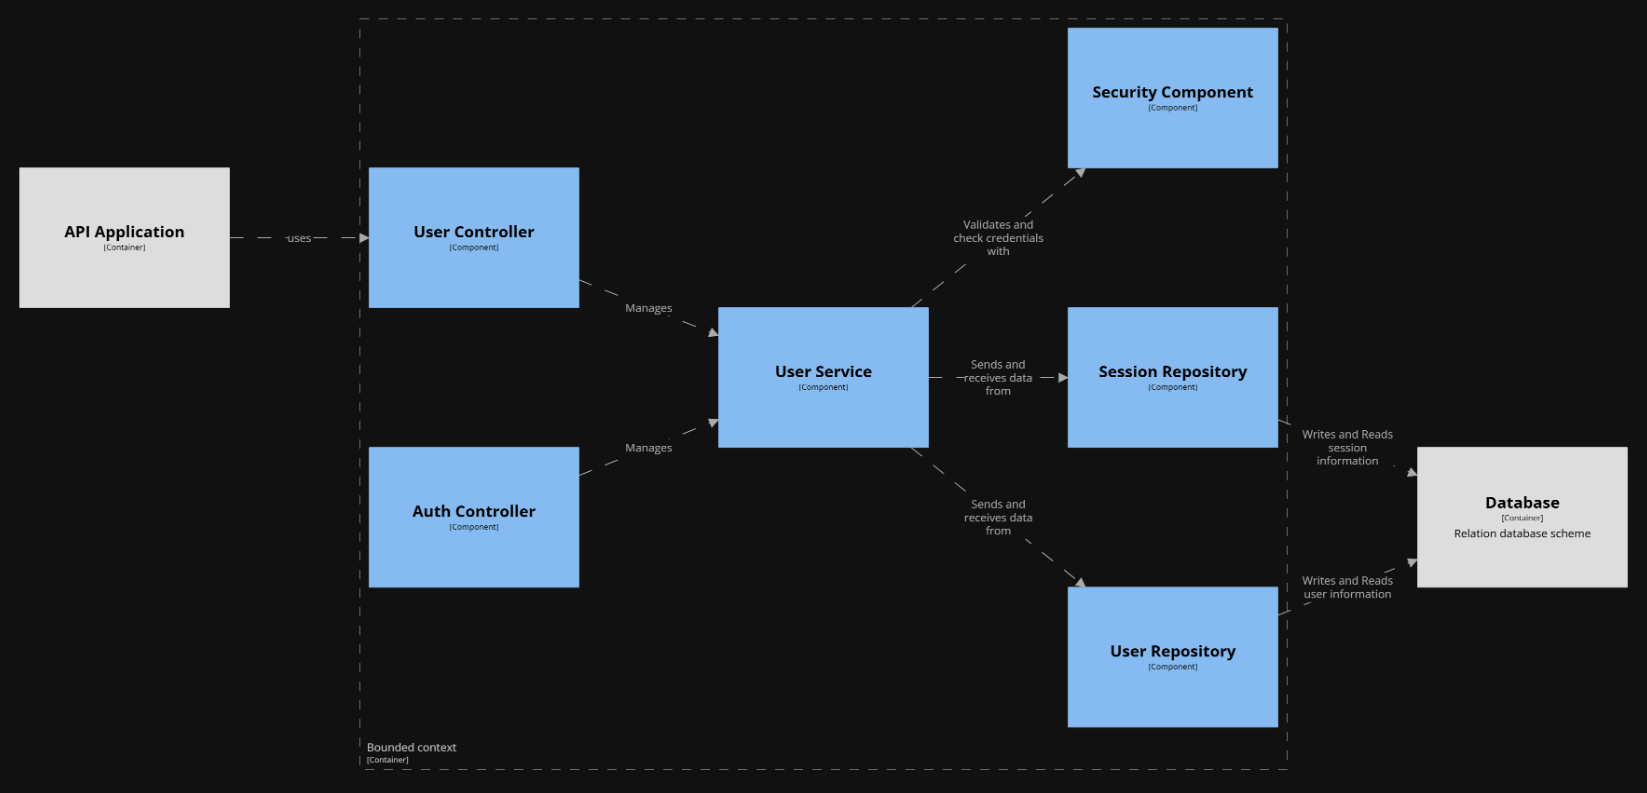 Security Component
[Component]
API Application
[Container]
uses
User Controller
[Component]
Validates and
check credentials
with
Manages
User Service
[Component]
Sends and
receives data
from
Session Repository
[Component]
Manages
Auth Controller
[Component]
Writes and Reads
session
information
Sends and
receives data
from
Database
[Container]
Relation database scheme
Writes and Reads
user information
User Repository
[Component]
Bounded context
[Container]